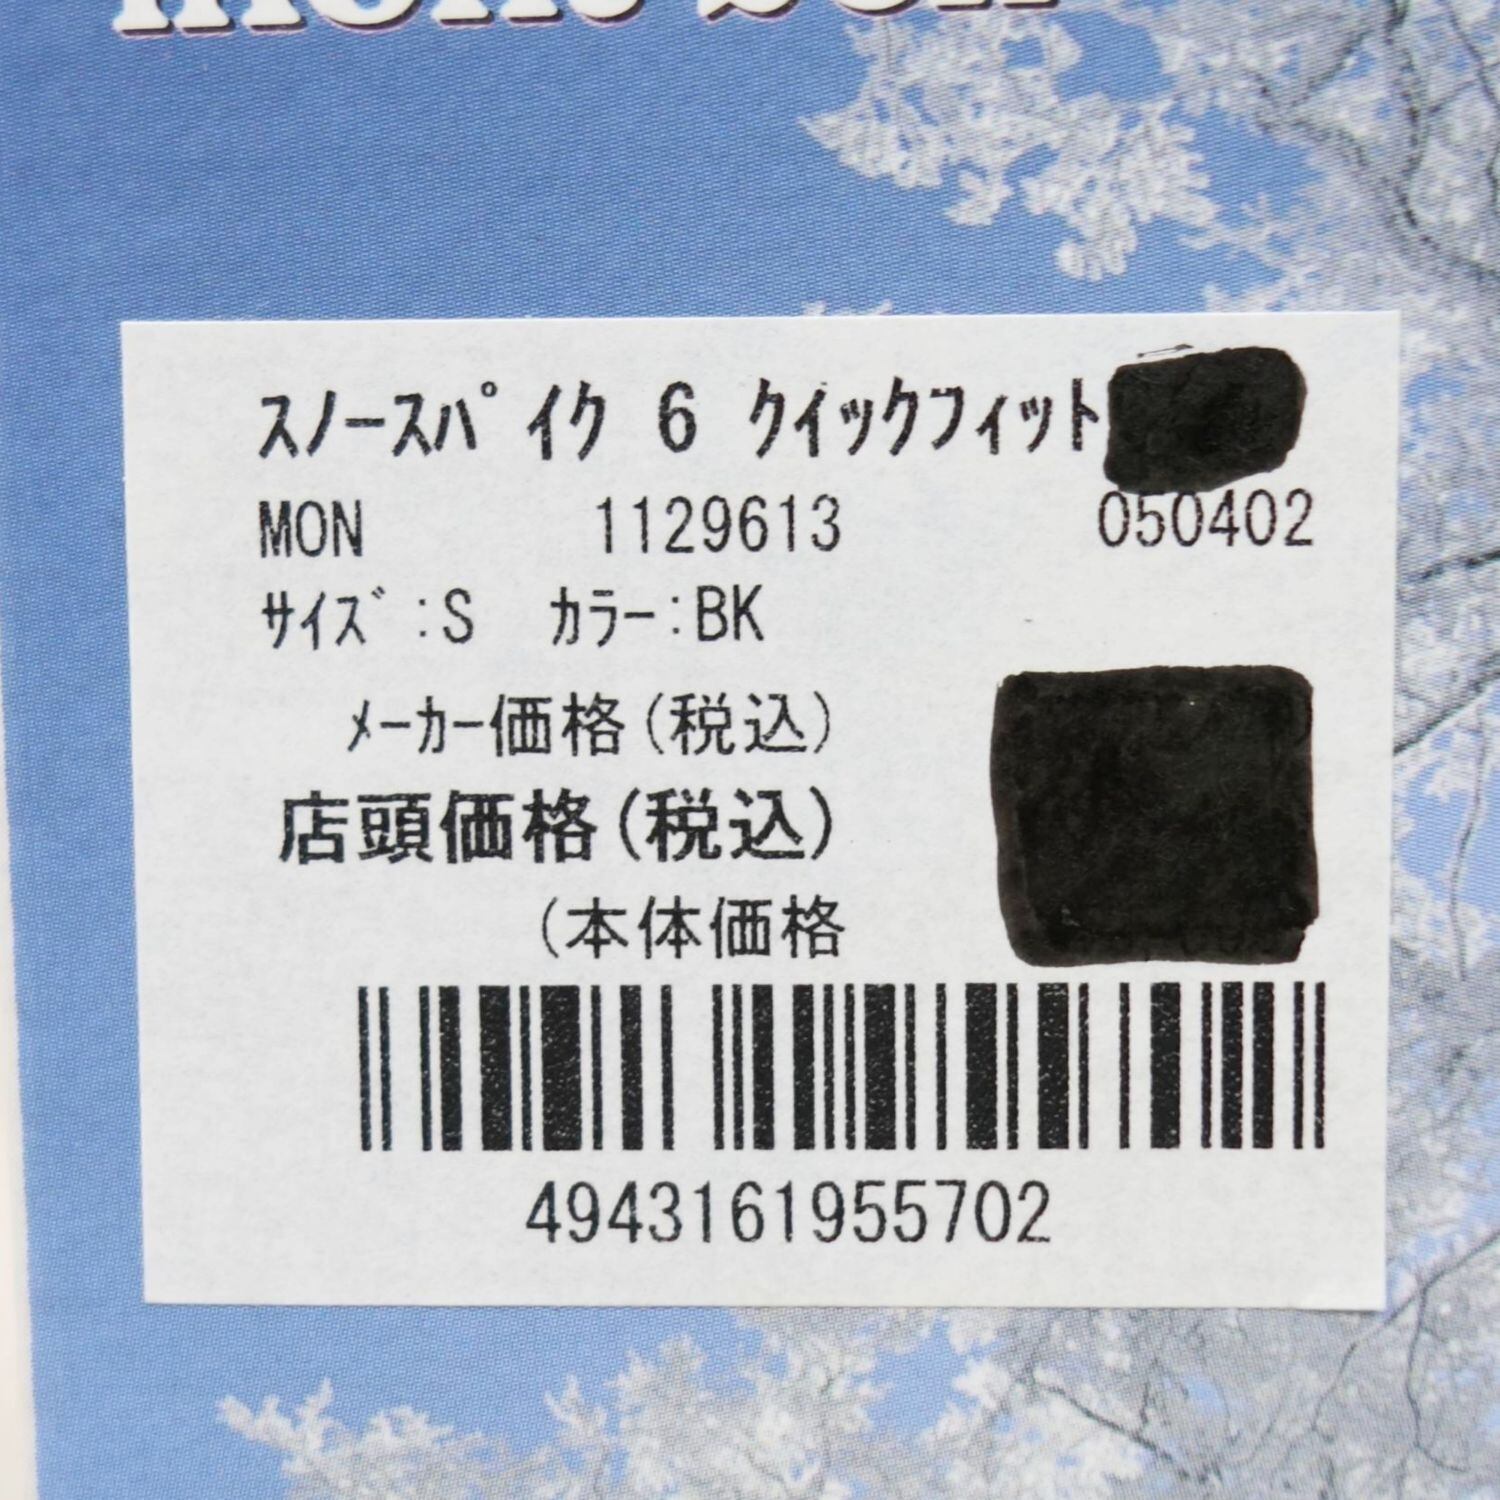 mont-bell
スノースパイク 6 クイックフィット
MON 1129613 050402
サイズ:S カラー:BK
メーカー価格(税込)
店頭価格(税込)
(本体価格
4943161955702